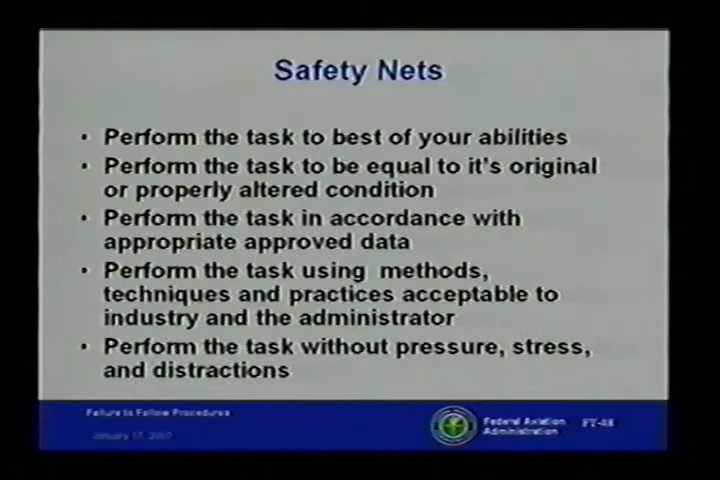 Safety Nets
• Perform the task to best of your abilities
• Perform the task to be equal to it's original
or properly altered condition
• Perform the task in accordance with
appropriate approved data
• Perform the task using methods,
techniques and practices acceptable to
industry and the administrator
• Perform the task without pressure, stress,
and distractions
Failure to Follow Procedures
January 17, 2007
Federal Aviation
Administration
FT-48